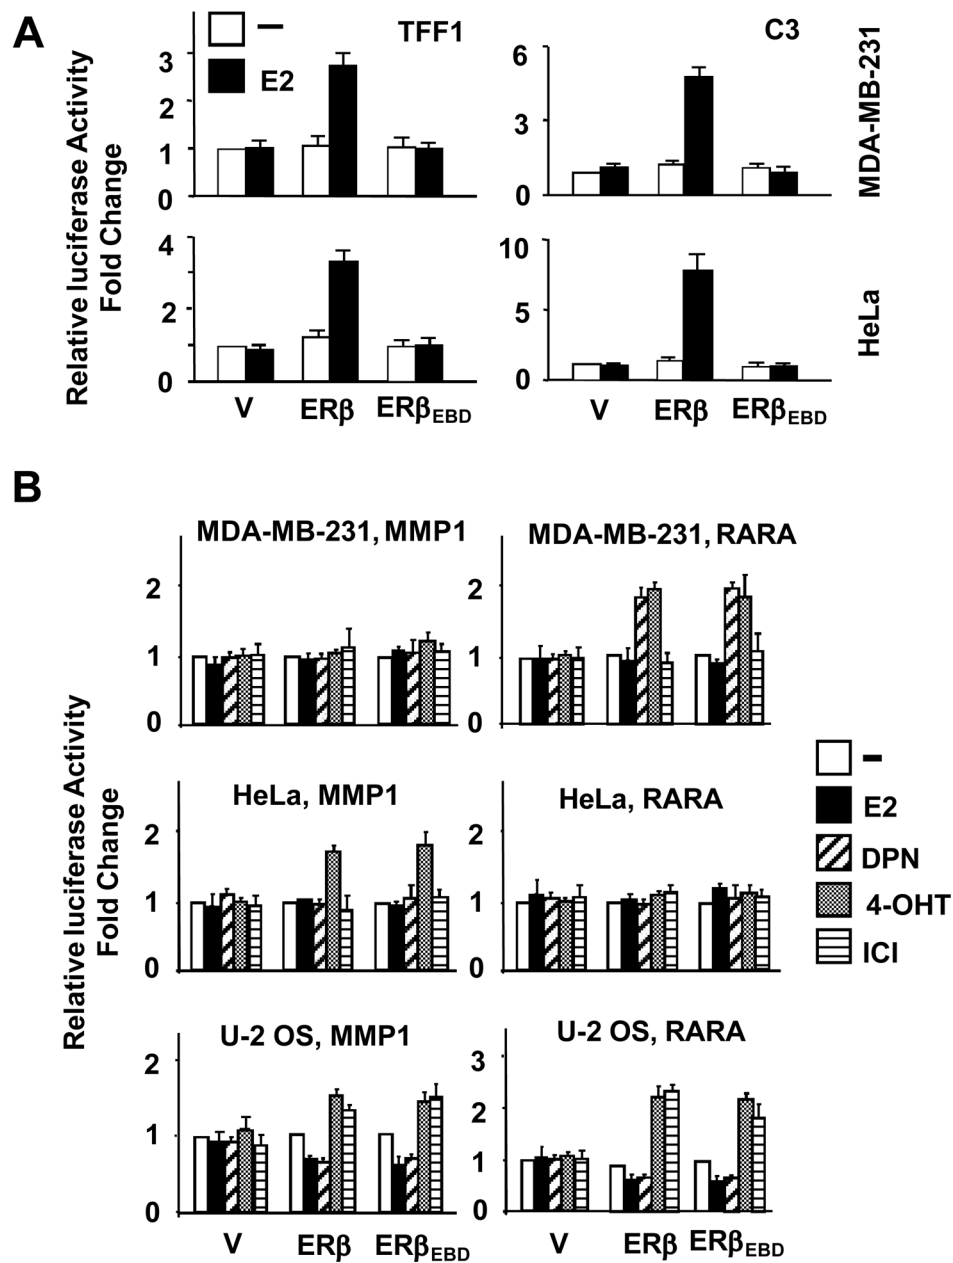 A
Relative luciferase Activity
Fold Change
–
E2
TFF1
3
2
1
0
C3
6
3
0
MDA-MB-231
4
2
0
V
ERβ
ERβEBD
10
5
0
V
ERβ
ERβEBD
HeLa
B
Relative luciferase Activity
Fold Change
MDA-MB-231, MMP1
2
1
0
MDA-MB-231, RARA
2
1
0
HeLa, MMP1
2
1
0
HeLa, RARA
2
1
0
–
E2
DPN
4-OHT
ICI
U-2 OS, MMP1
2
1
0
V
ERβ
ERβEBD
U-2 OS, RARA
3
2
1
0
V
ERβ
ERβEBD